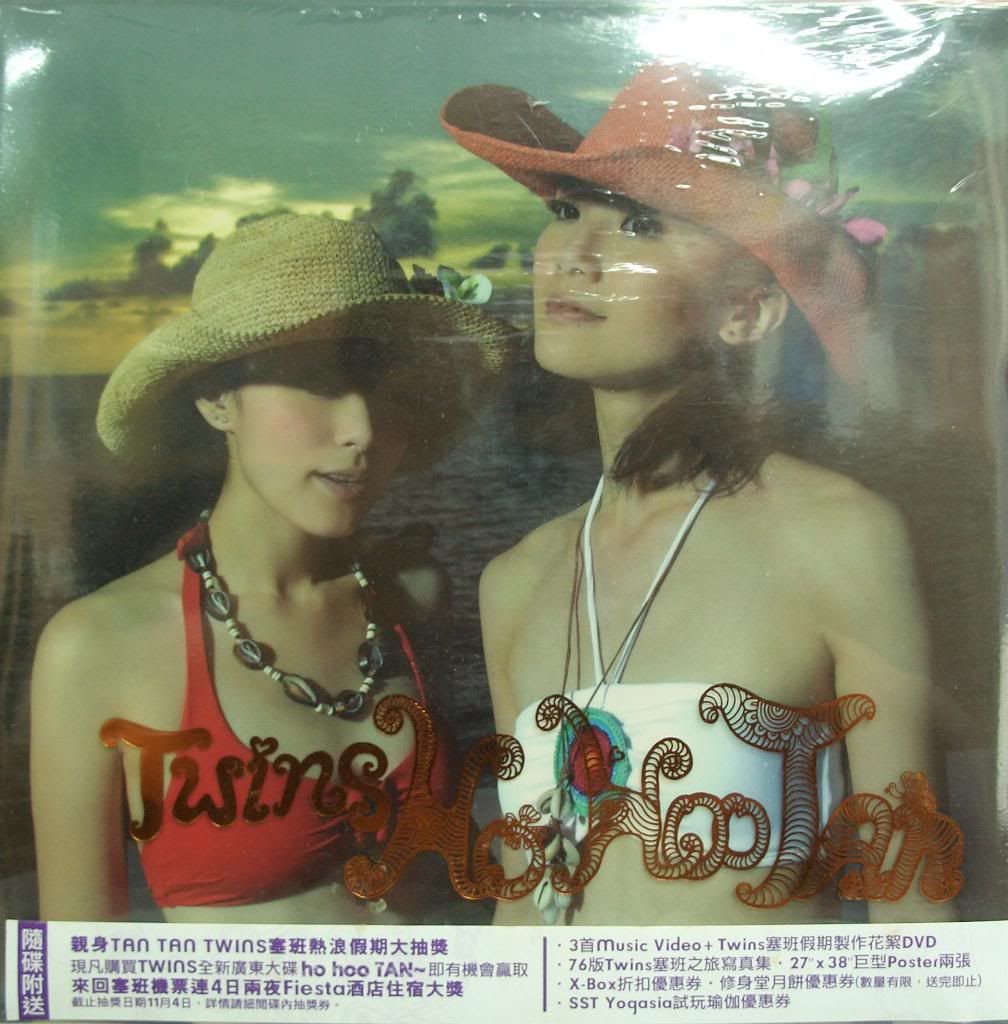 Twins Ho Hoo Tan
隨碟附送
親身TAN TAN TWINS塞班熱浪假期大抽獎
現凡購買TWINS全新廣東大碟ho hoo TAN~即有機會贏取
來回塞班機票連4日兩夜Fiesta酒店住宿大獎
截止抽獎日期11月4日，詳情請細閱碟內抽獎券。
·3首Music Video+Twins塞班假期製作花絮DVD
·76版Twins塞班之旅寫真集·27"x 38"巨型Poster兩張
·X-Box折扣優惠券·修身堂月餅優惠券(數量有限，送完即止)
·SST Yogasia試玩瑜伽優惠券